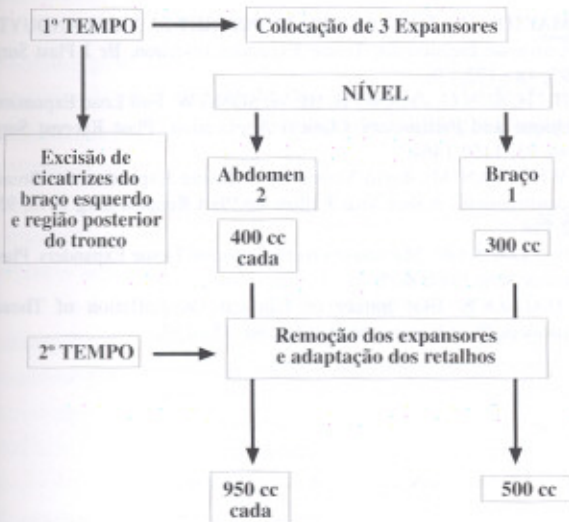 1º TEMPO
Colocação de 3 Expansores
NÍVEL
Excisão de
cicatrizes do
braço esquerdo
e região posterior
do tronco
Abdomen
2
Braço
1
400 cc
cada
300 cc
2º TEMPO
Remoção dos expansores
e adaptação dos retalhos
950 cc
cada
500 cc